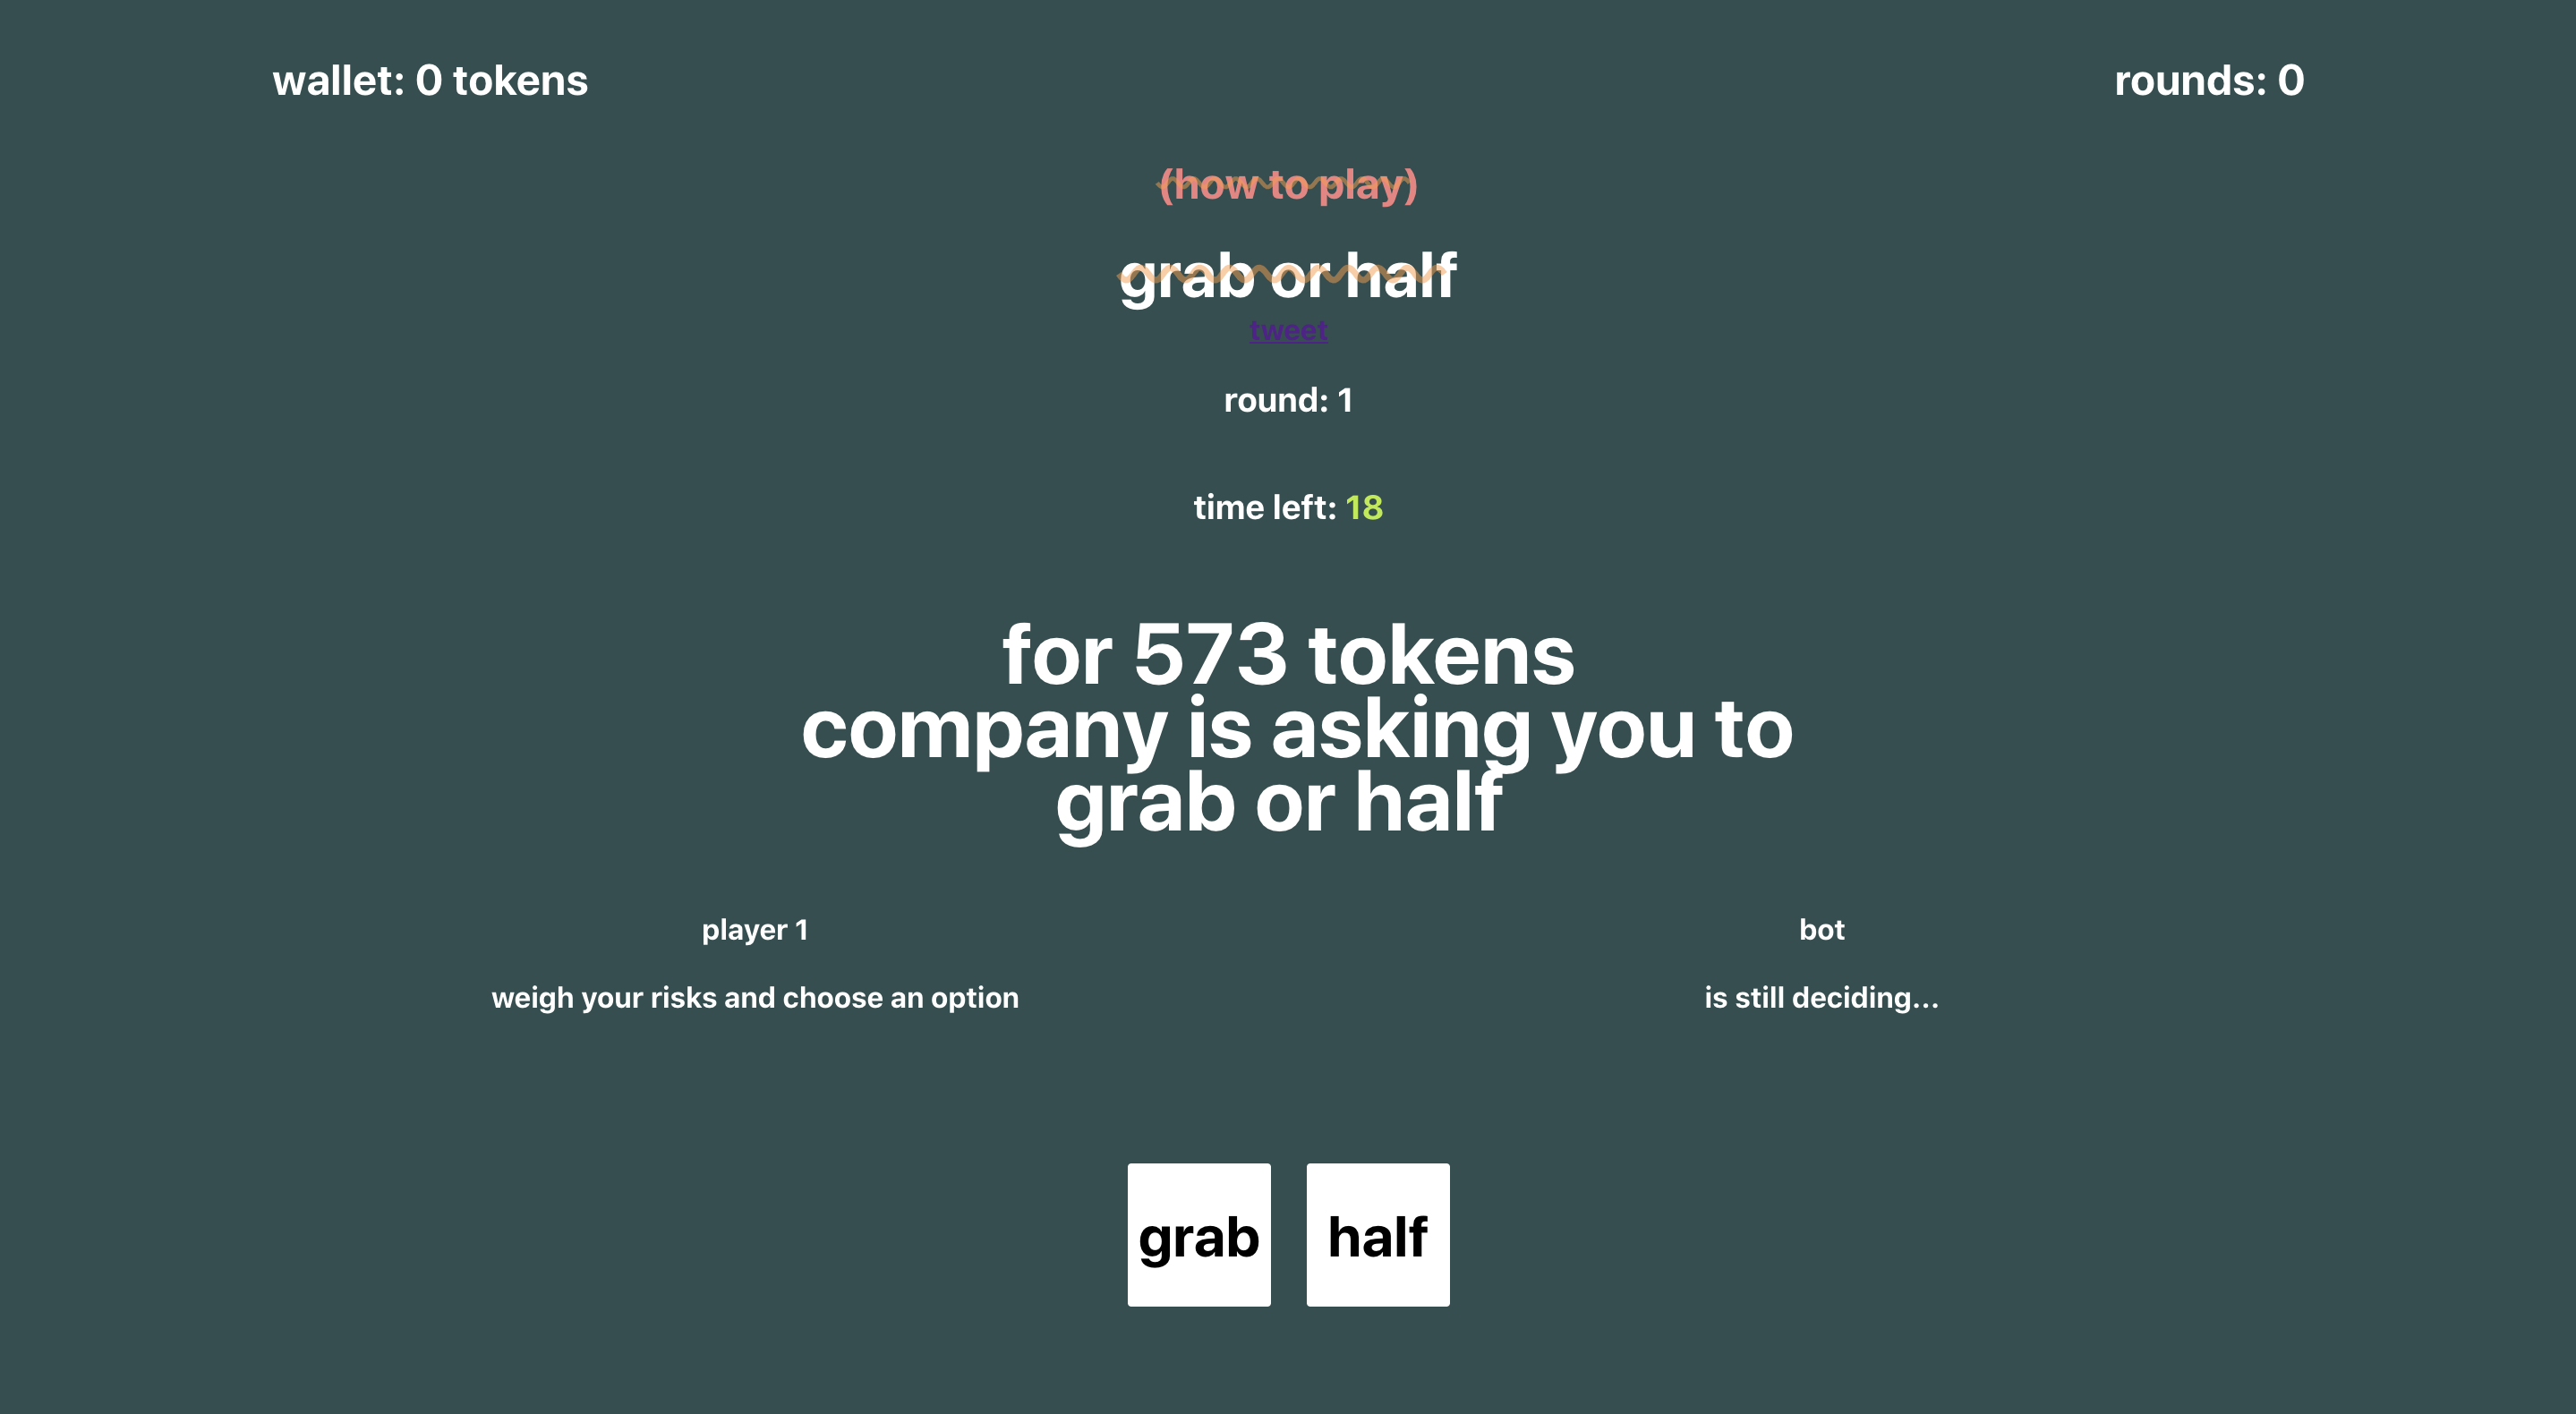 wallet: 0 tokens
rounds: 0
(how to play)
grab or half
tweet
round: 1
time left: 18
for 573 tokens
company is asking you to
grab or half
player 1
bot
weigh your risks and choose an option
is still deciding...
grab
half